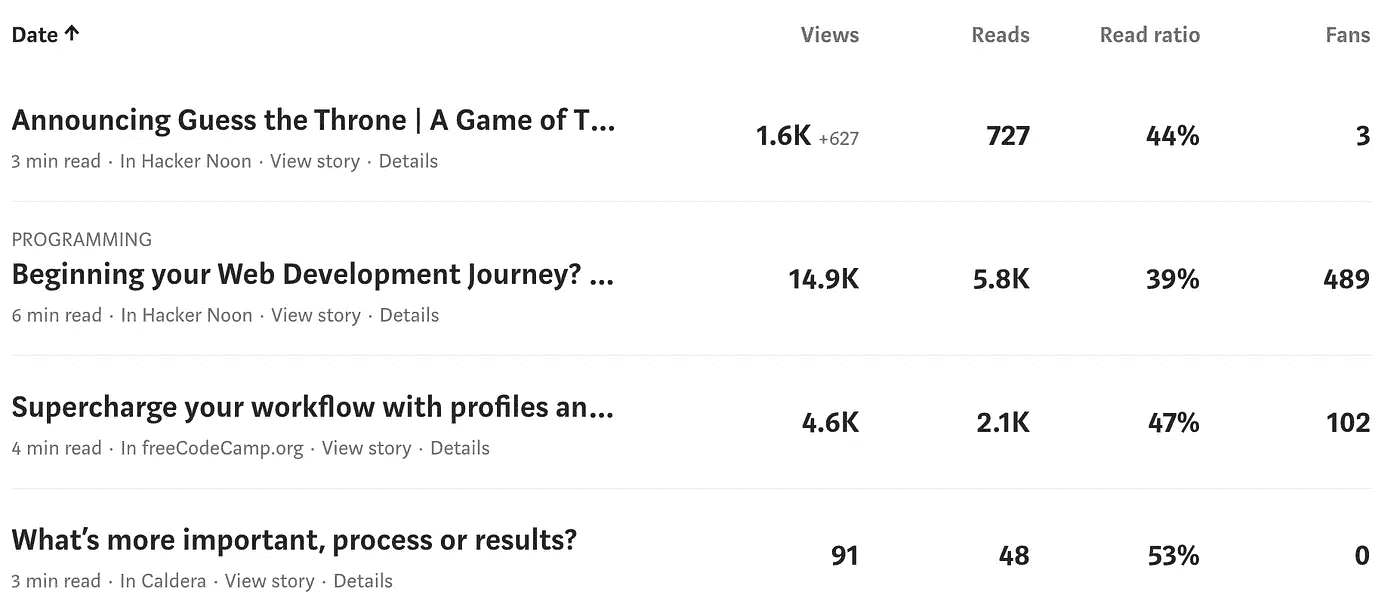 Date ↑ Views Reads Read ratio Fans
Announcing Guess the Throne | A Game of T...
1.6K +627 727 44% 3
3 min read · In Hacker Noon · View story · Details
PROGRAMMING
Beginning your Web Development Journey? ...
14.9K 5.8K 39% 489
6 min read · In Hacker Noon · View story · Details
Supercharge your workflow with profiles an...
4.6K 2.1K 47% 102
4 min read · In freeCodeCamp.org · View story · Details
What's more important, process or results?
91 48 53% 0
3 min read · In Caldera · View story · Details